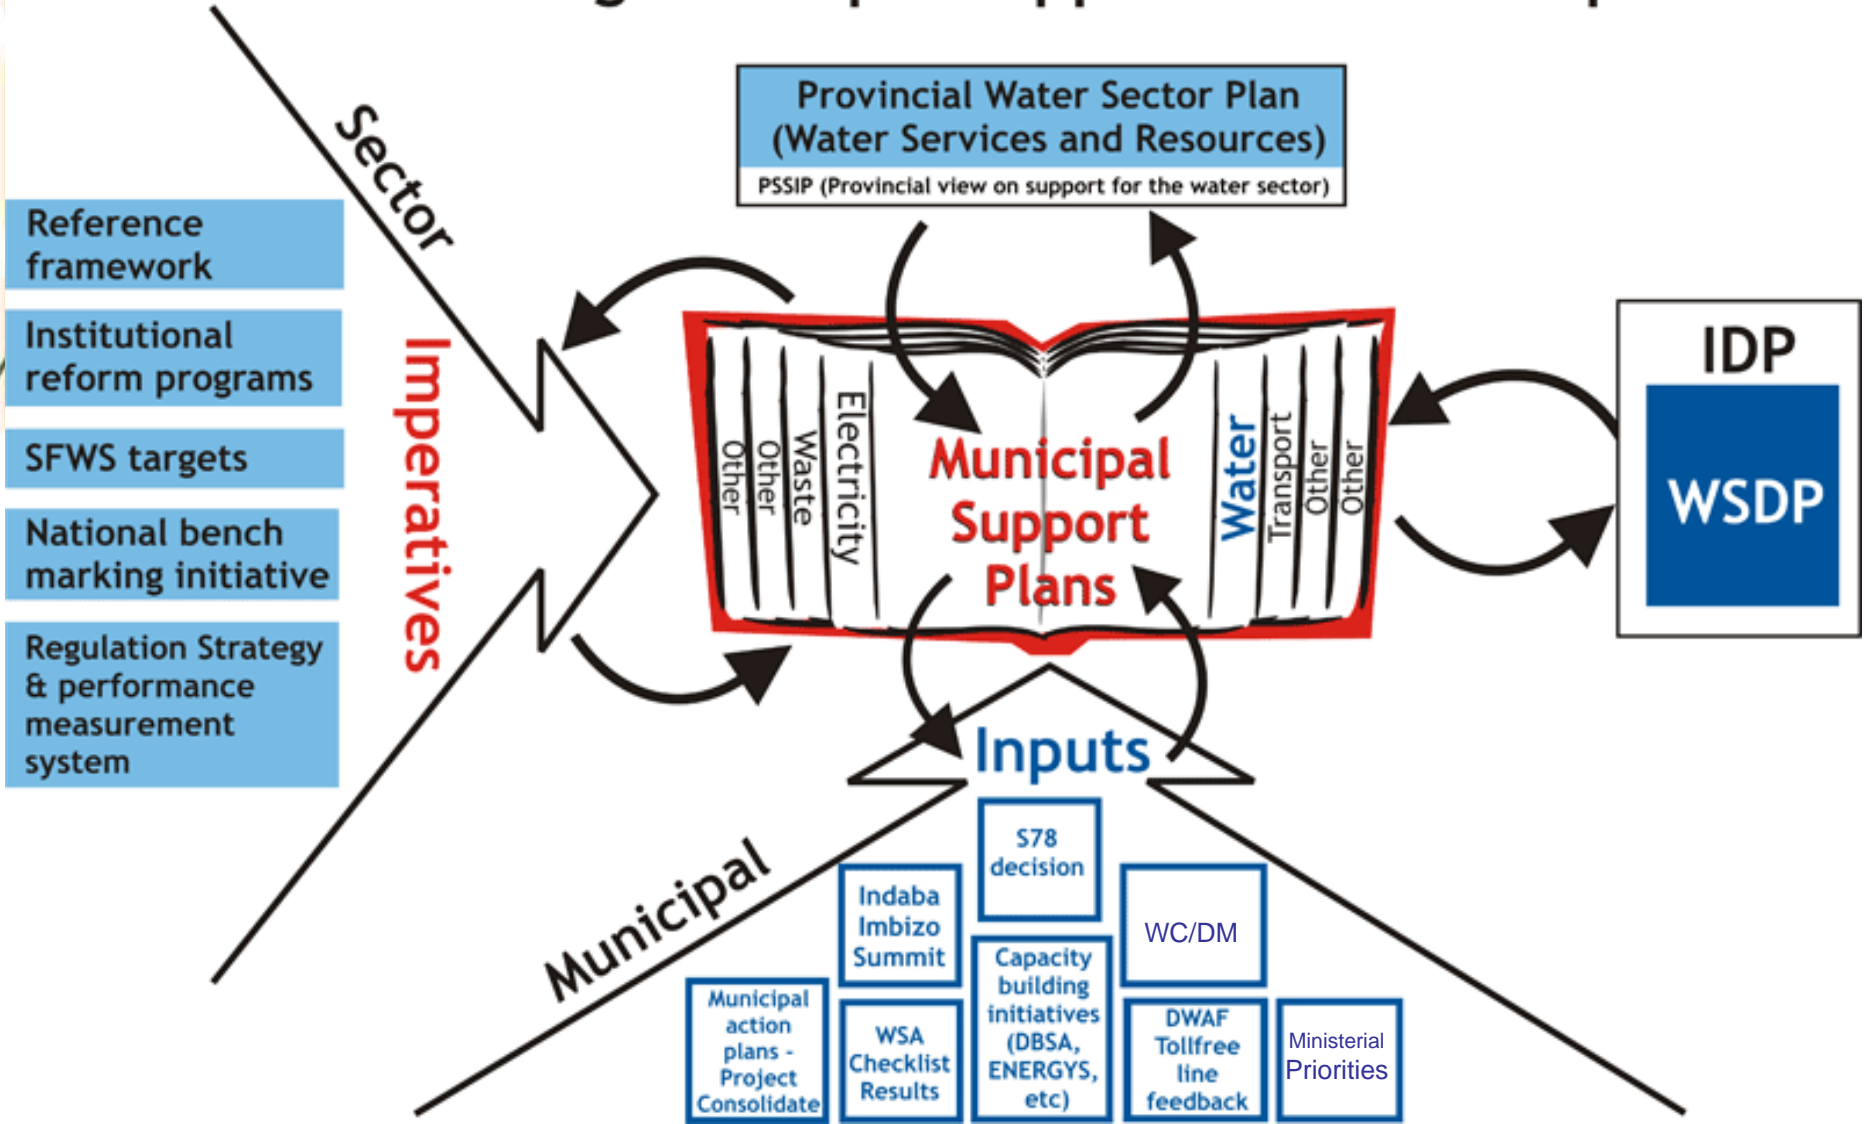 Provincial Water Sector Plan
(Water Services and Resources)
PSSIP (Provincial view on support for the water sector)
Sector
Imperatives
Reference
framework
Institutional
reform programs
SFWS targets
National bench
marking initiative
Regulation Strategy
& performance
measurement
system
Other
Other
Waste
Electricity
Municipal
Support
Plans
Water
Transport
Other
Other
IDP
WSDP
Inputs
Municipal
S78
decision
Indaba
Imbizo
Summit
WC/DM
Municipal
action
plans -
Project
Consolidate
WSA
Checklist
Results
Capacity
building
initiatives
(DBSA,
ENERGYS,
etc)
DWAF
Tollfree
line
feedback
Ministerial
Priorities